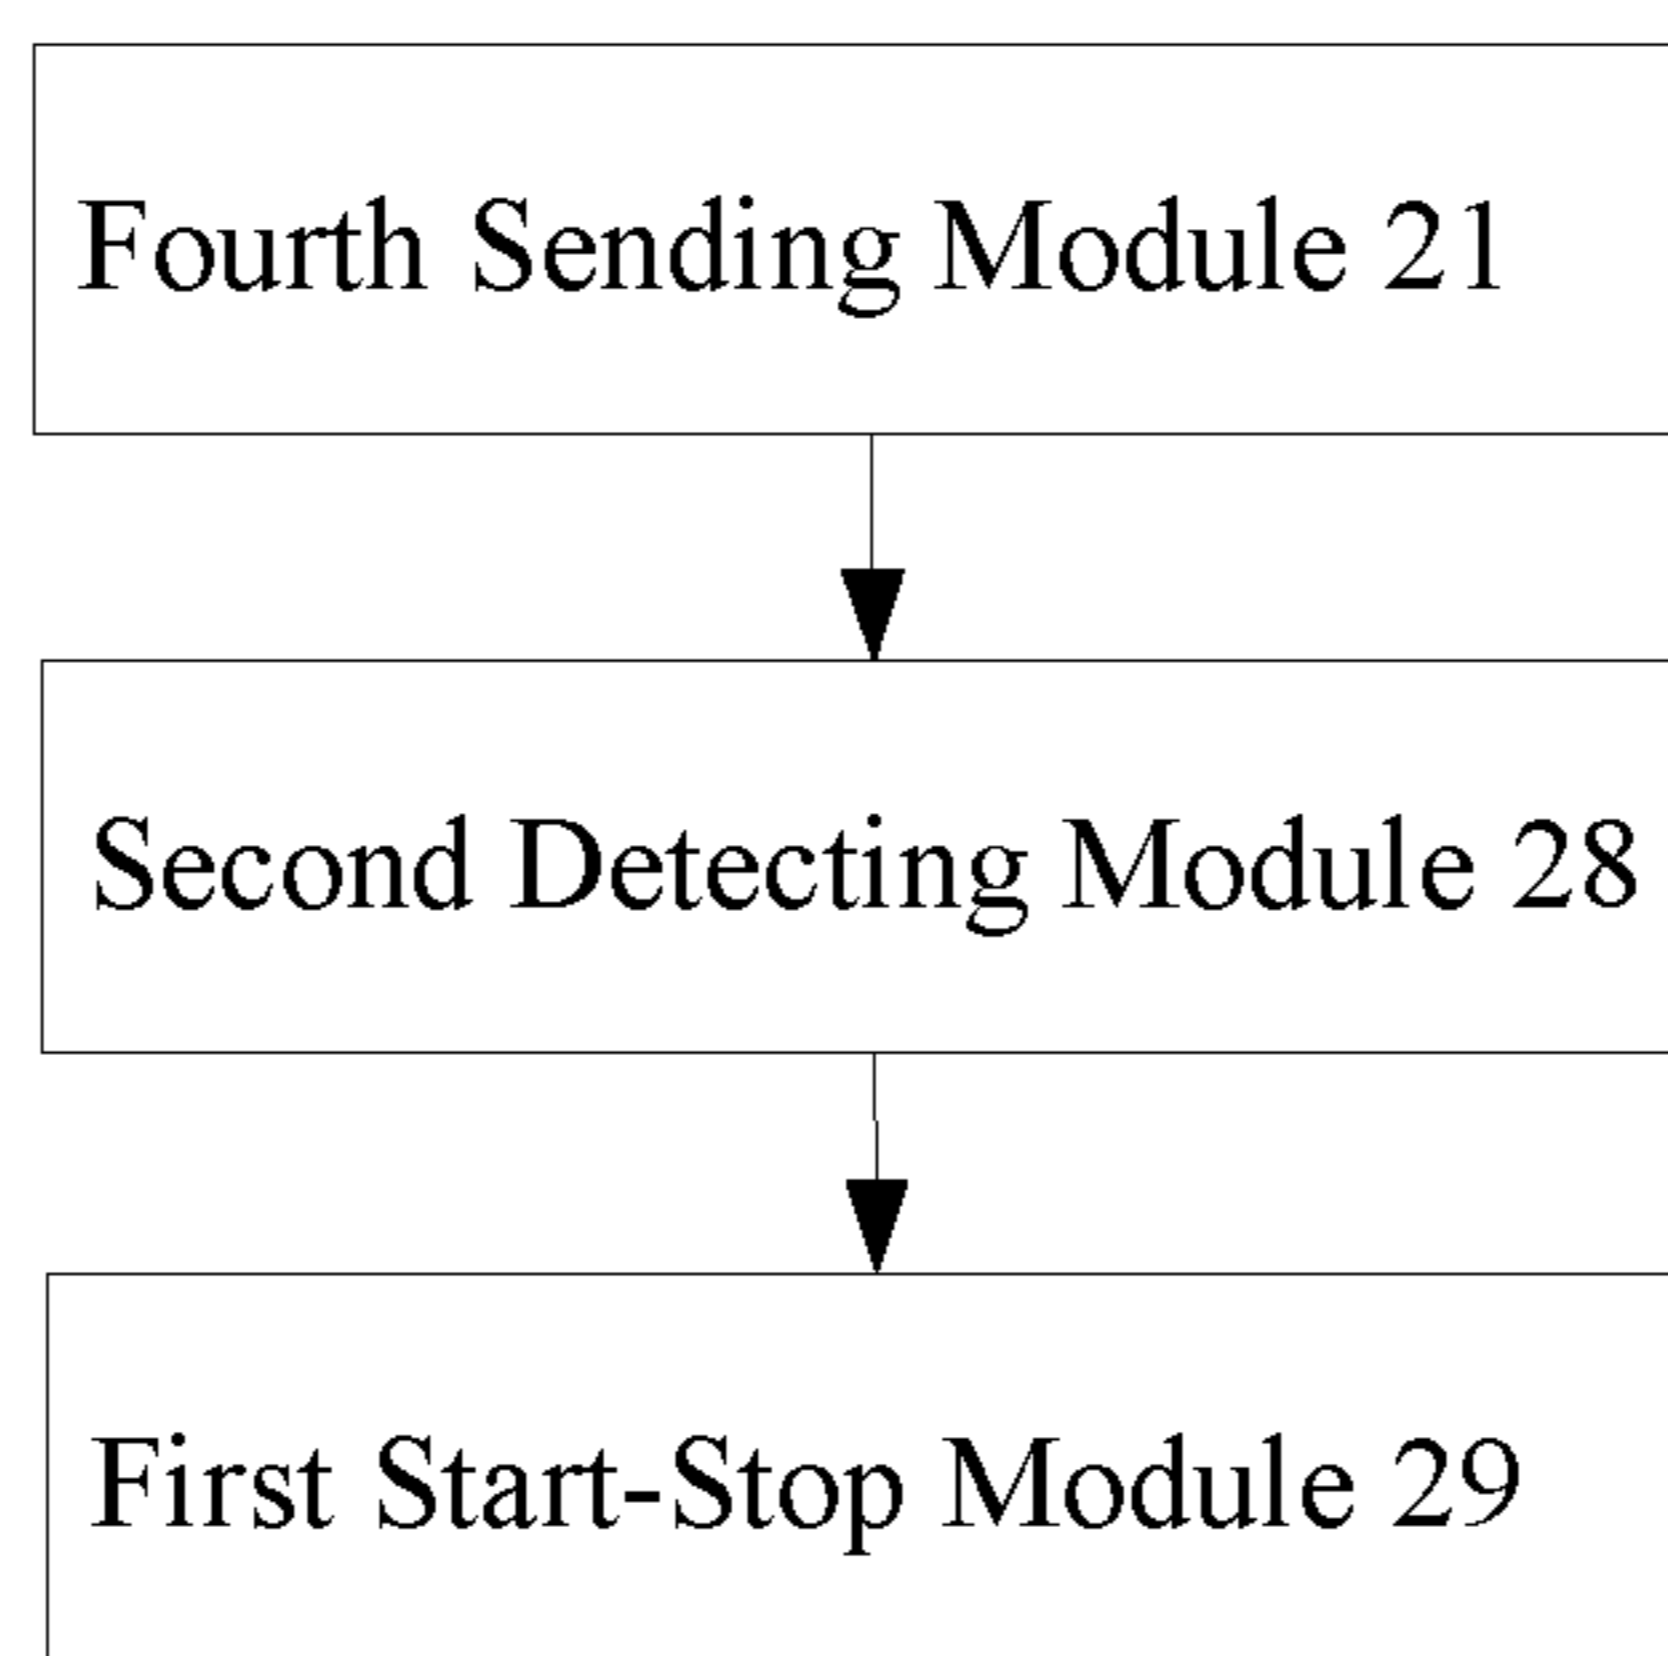 Fourth Sending Module 21
Second Detecting Module 28
First Start-Stop Module 29